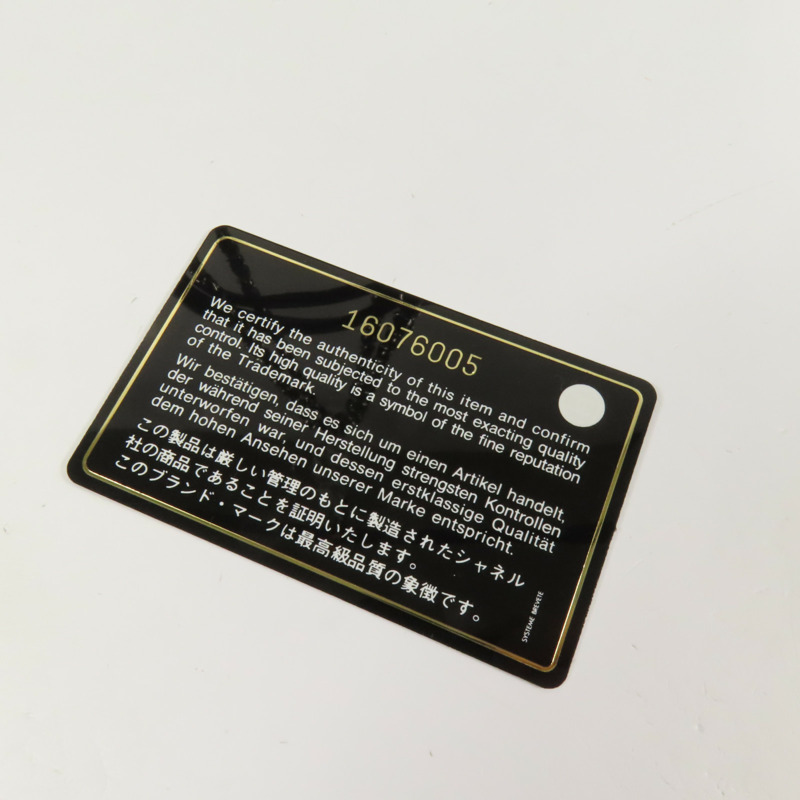 16076005
We certify the authenticity of this item and confirm
that it has been subjected to the most exacting quality
control. Its high quality is a symbol of the fine reputation
of the Trademark.
Wir bestätigen, dass es sich um einen Artikel handelt,
der während seiner Herstellung strengsten Kontrollen
unterworfen war, und dessen erstklassige Qualität
dem hohen Ansehen unserer Marke entspricht.
この製品は厳しい管理のもとに製造されたシャネル
社の商品であることを証明いたします。
このブランド・マークは最高級品質の象徴です。
SYSTEME BREVETE